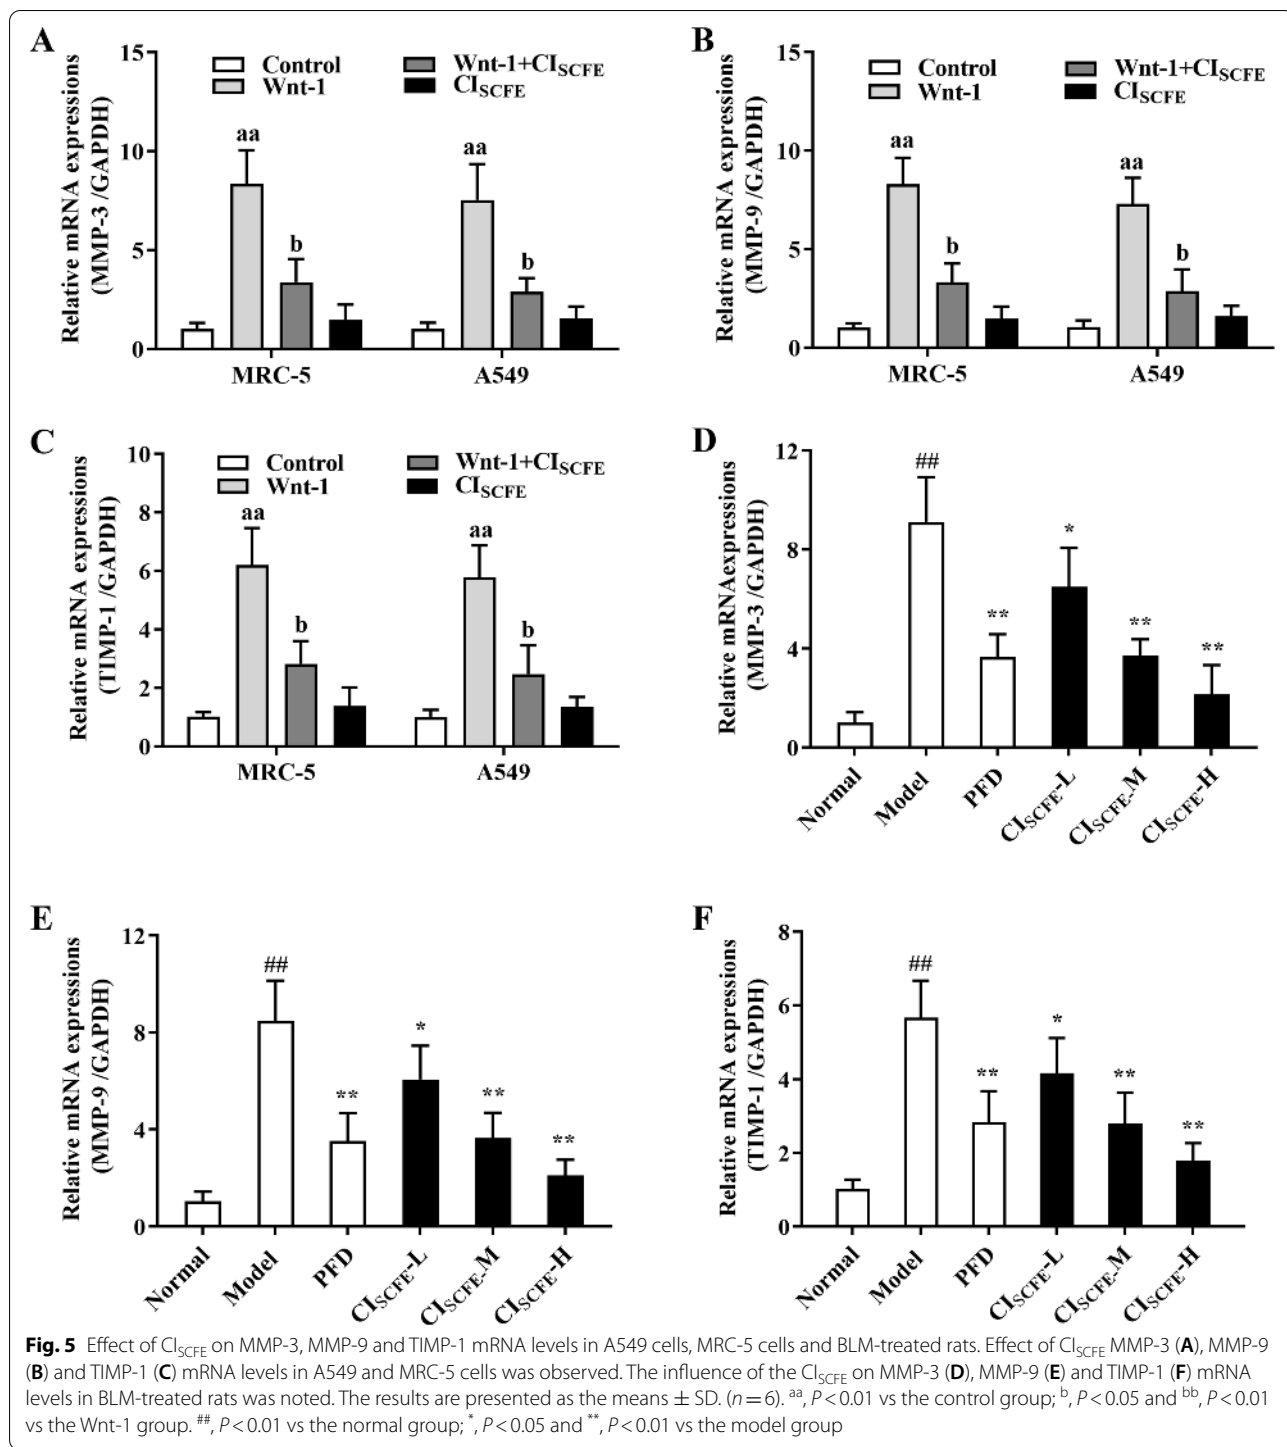 A
15
10
5
0
Relative mRNA expressions
(MMP-3 /GAPDH)
Control
Wnt-1
Wnt-1+CI_SCFE
CI_SCFE
aa
b
aa
b
MRC-5
A549
B
15
10
5
0
Relative mRNA expressions
(MMP-9 /GAPDH)
Control
Wnt-1
Wnt-1+CI_SCFE
CI_SCFE
aa
b
aa
b
MRC-5
A549
C
10
8
6
4
2
0
Relative mRNA expressions
(TIMP-1 /GAPDH)
Control
Wnt-1
Wnt-1+CI_SCFE
CI_SCFE
aa
b
aa
b
MRC-5
A549
D
12
8
4
0
Relative mRNAexpressions
(MMP-3 /GAPDH)
##
**
*
**
**
Normal
Model
PFD
CI_SCFE-L
CI_SCFE-M
CI_SCFE-H
E
12
8
4
0
Relative mRNA expressions
(MMP-9 /GAPDH)
##
**
*
**
**
Normal
Model
PFD
CI_SCFE-L
CI_SCFE-M
CI_SCFE-H
F
8
6
4
2
0
Relative mRNA expressions
(TIMP-1 /GAPDH)
##
**
*
**
**
Normal
Model
PFD
CI_SCFE-L
CI_SCFE-M
CI_SCFE-H
Fig. 5 Effect of CI_SCFE on MMP-3, MMP-9 and TIMP-1 mRNA levels in A549 cells, MRC-5 cells and BLM-treated rats. Effect of CI_SCFE MMP-3 (A), MMP-9
(B) and TIMP-1 (C) mRNA levels in A549 and MRC-5 cells was observed. The influence of the CI_SCFE on MMP-3 (D), MMP-9 (E) and TIMP-1 (F) mRNA
levels in BLM-treated rats was noted. The results are presented as the means ± SD. (n = 6). aa, P < 0.01 vs the control group; b, P < 0.05 and bb, P < 0.01
vs the Wnt-1 group. ##, P < 0.01 vs the normal group; *, P < 0.05 and **, P < 0.01 vs the model group